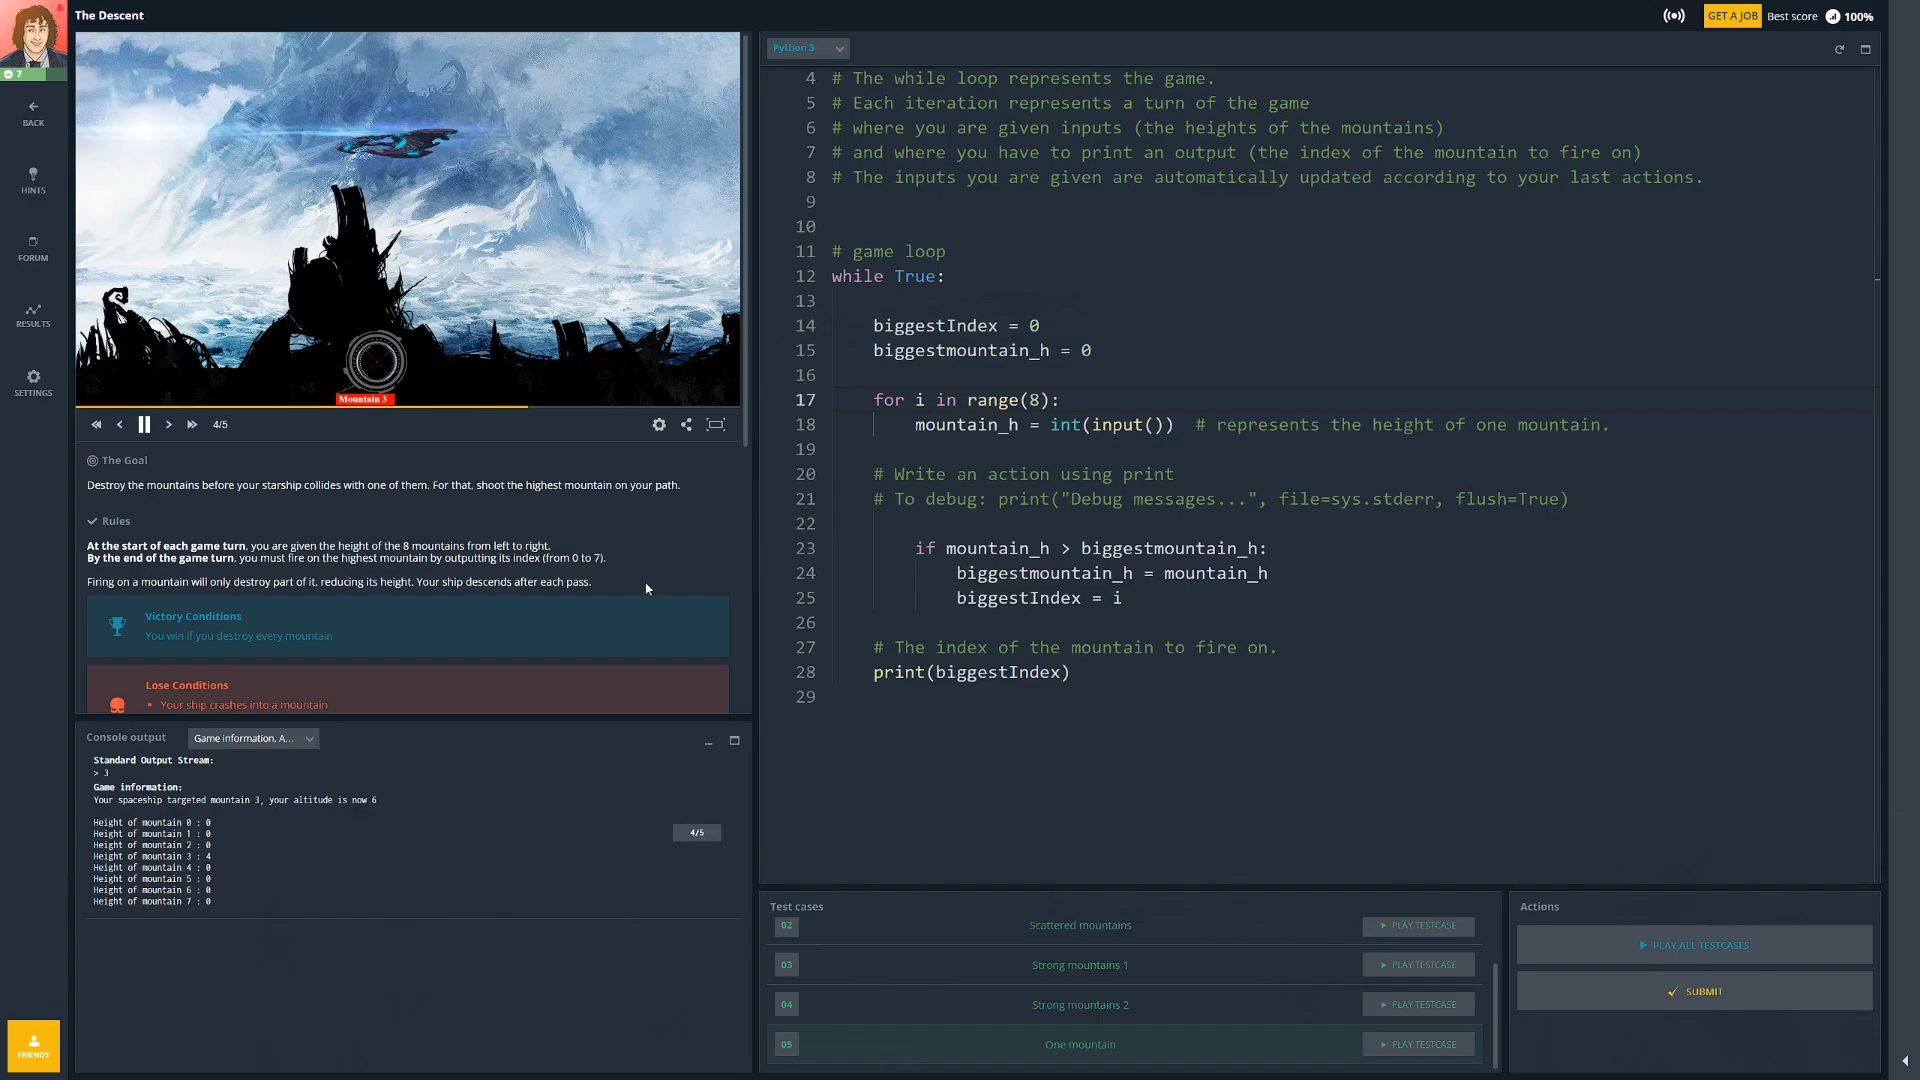 The Descent
GET A JOB
Best score
100%
7
BACK
HINTS
FORUM
RESULTS
SETTINGS
FRIENDS
Mountain 3
4/5
The Goal
Destroy the mountains before your starship collides with one of them. For that, shoot the highest mountain on your path.
Rules
At the start of each game turn, you are given the height of the 8 mountains from left to right.
By the end of the game turn, you must fire on the highest mountain by outputting its index (from 0 to 7).
Firing on a mountain will only destroy part of it, reducing its height. Your ship descends after each pass.
Victory Conditions
You win if you destroy every mountain
Lose Conditions
• Your ship crashes into a mountain
Console output
Game information, A...
Standard Output Stream:
> 3
Game information:
Your spaceship targeted mountain 3, your altitude is now 6
Height of mountain 0 : 0
Height of mountain 1 : 0
Height of mountain 2 : 0
Height of mountain 3 : 4
Height of mountain 4 : 0
Height of mountain 5 : 0
Height of mountain 6 : 0
Height of mountain 7 : 0
4/5
Python 3
4 # The while loop represents the game.
5 # Each iteration represents a turn of the game
6 # where you are given inputs (the heights of the mountains)
7 # and where you have to print an output (the index of the mountain to fire on)
8 # The inputs you are given are automatically updated according to your last actions.
9
10
11 # game loop
12 while True:
13
14 biggestIndex = 0
15 biggestmountain_h = 0
16
17 for i in range(8):
18 mountain_h = int(input()) # represents the height of one mountain.
19
20 # Write an action using print
21 # To debug: print("Debug messages...", file=sys.stderr, flush=True)
22
23 if mountain_h > biggestmountain_h:
24 biggestmountain_h = mountain_h
25 biggestIndex = i
26
27 # The index of the mountain to fire on.
28 print(biggestIndex)
29
Test cases
02 Scattered mountains PLAY TESTCASE
03 Strong mountains 1 PLAY TESTCASE
04 Strong mountains 2 PLAY TESTCASE
05 One mountain PLAY TESTCASE
Actions
PLAY ALL TESTCASES
SUBMIT